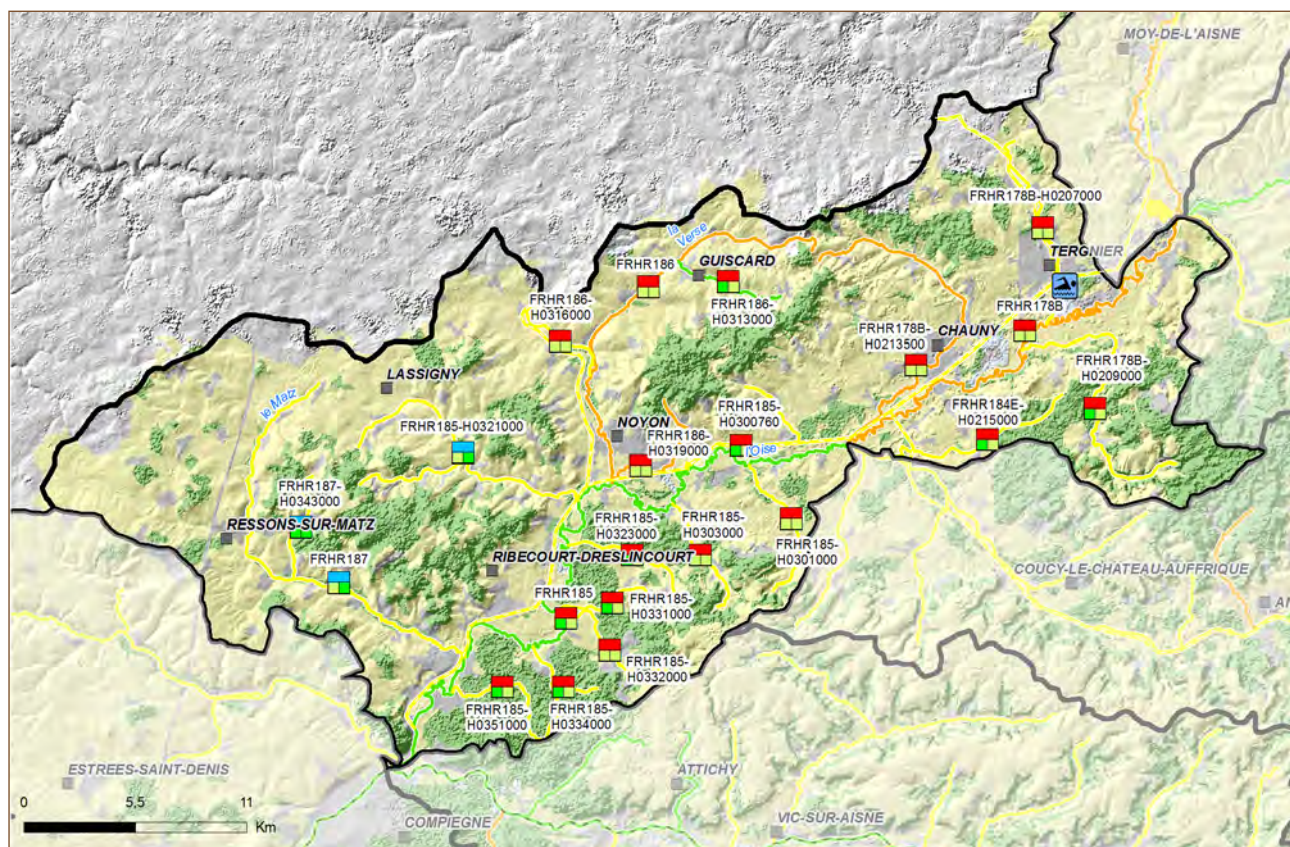 MOY-DE-L'AISNE
FRHR178B-H0207000
TERGNIER
la
Verse
GUISCARD
FRHR186
FRHR186-
H0313000
FRHR186-
H0316000
FRHR178B
FRHR178B-
H0213500
CHAUNY
FRHR178B-
H0209000
LASSIGNY
le Matz
FRHR185-H0321000
NOYON
FRHR186-
H0319000
FRHR185-
H0300760
l'Oise
FRHR184E-
H0215000
FRHR187-
H0343000
RESSONS-SUR-MATZ
FRHR187
FRHR185-
H0323000
FRHR185-
H0303000
FRHR185-
H0301000
RIBECOURT-DRESLINCOURT
COUCY-LE-CHATEAU-AUFFRIQUE
AN
FRHR185
FRHR185-
H0331000
FRHR185-
H0332000
FRHR185-
H0351000
FRHR185-
H0334000
ESTREES-SAINT-DENIS
ATTICHY
COMPIEGNE
VIC-SUR-AISNE
0 5,5 11
Km